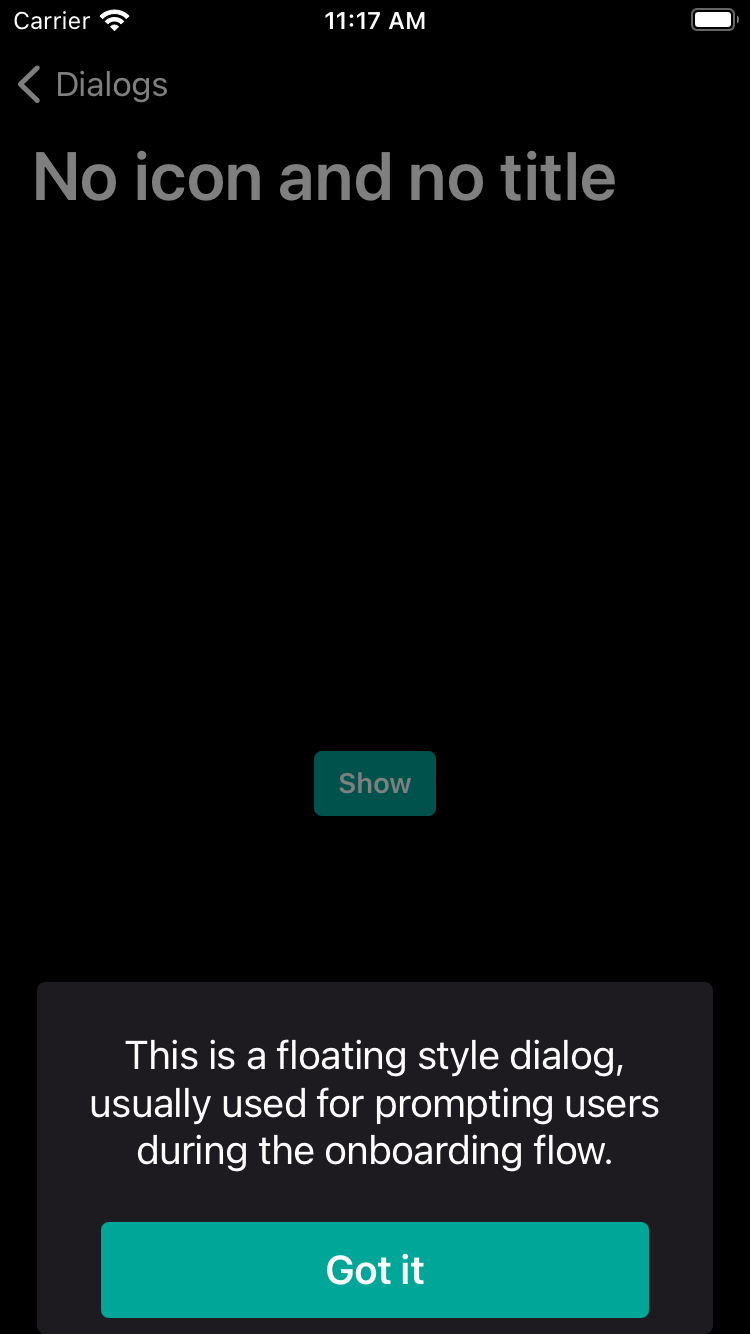 Carrier
11:17 AM
Dialogs
No icon and no title
Show
This is a floating style dialog,
usually used for prompting users
during the onboarding flow.
Got it